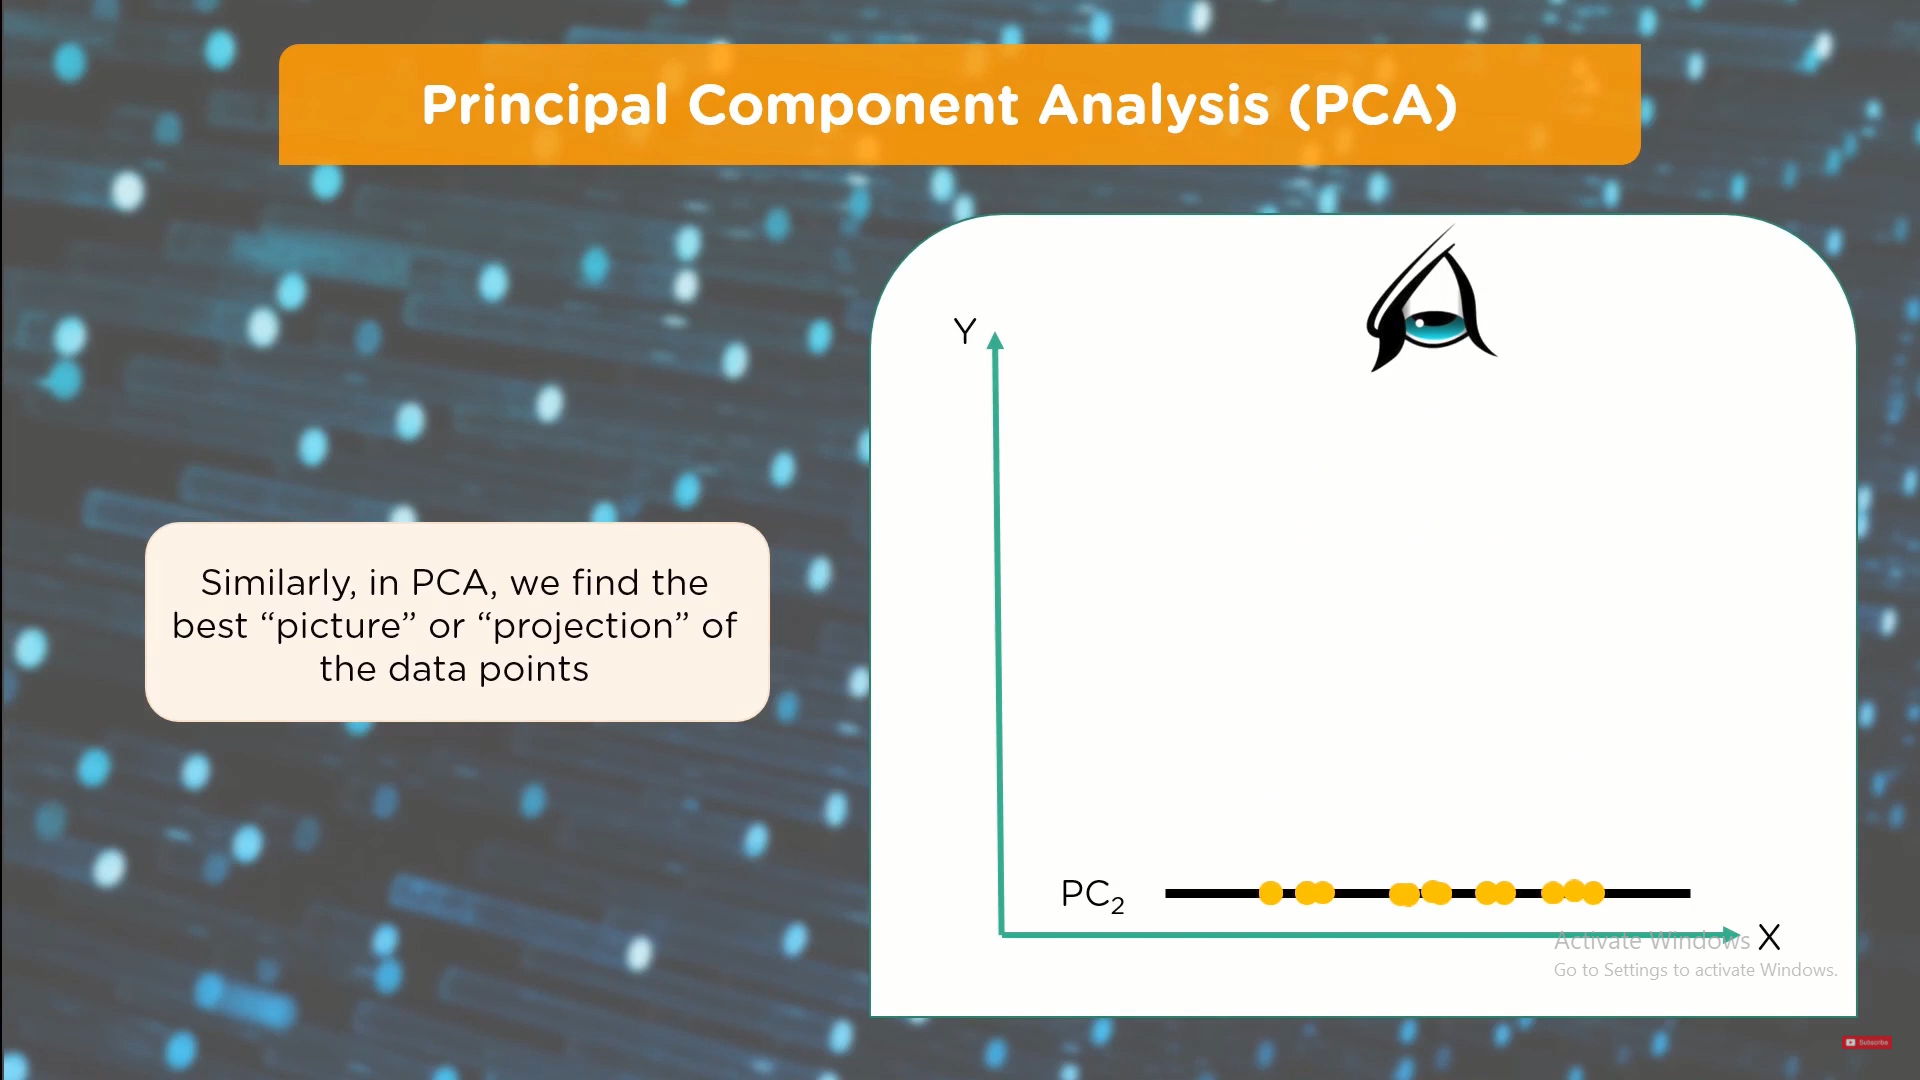 Principal Component Analysis (PCA)
Y
Similarly, in PCA, we find the
best “picture” or “projection” of
the data points
PC₂
X
Activate Windows
Go to Settings to activate Windows.
Subscribe